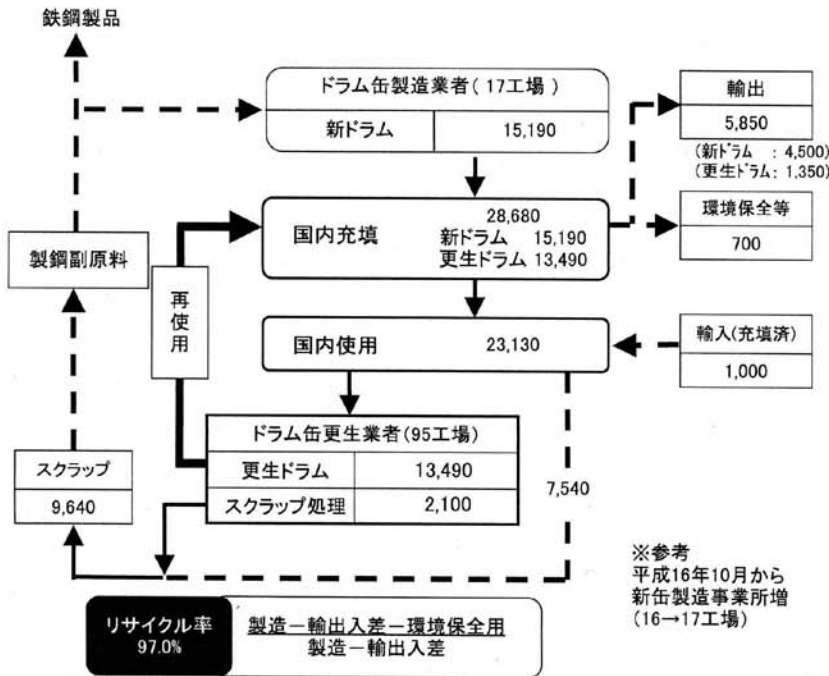 鉄鋼製品
ドラム缶製造業者(17工場)
新ドラム 15,190
輸出
5,850
(新ドラム : 4,500)
(更生ドラム: 1,350)
国内充填
28,680
新ドラム 15,190
更生ドラム 13,490
環境保全等
700
製鋼副原料
再使用
国内使用 23,130
輸入(充填済)
1,000
ドラム缶更生業者(95工場)
更生ドラム 13,490
スクラップ処理 2,100
スクラップ
9,640
7,540
※参考
平成16年10月から
新缶製造事業所増
(16→17工場)
リサイクル率
97.0%
製造－輸出入差－環境保全用
製造－輸出入差